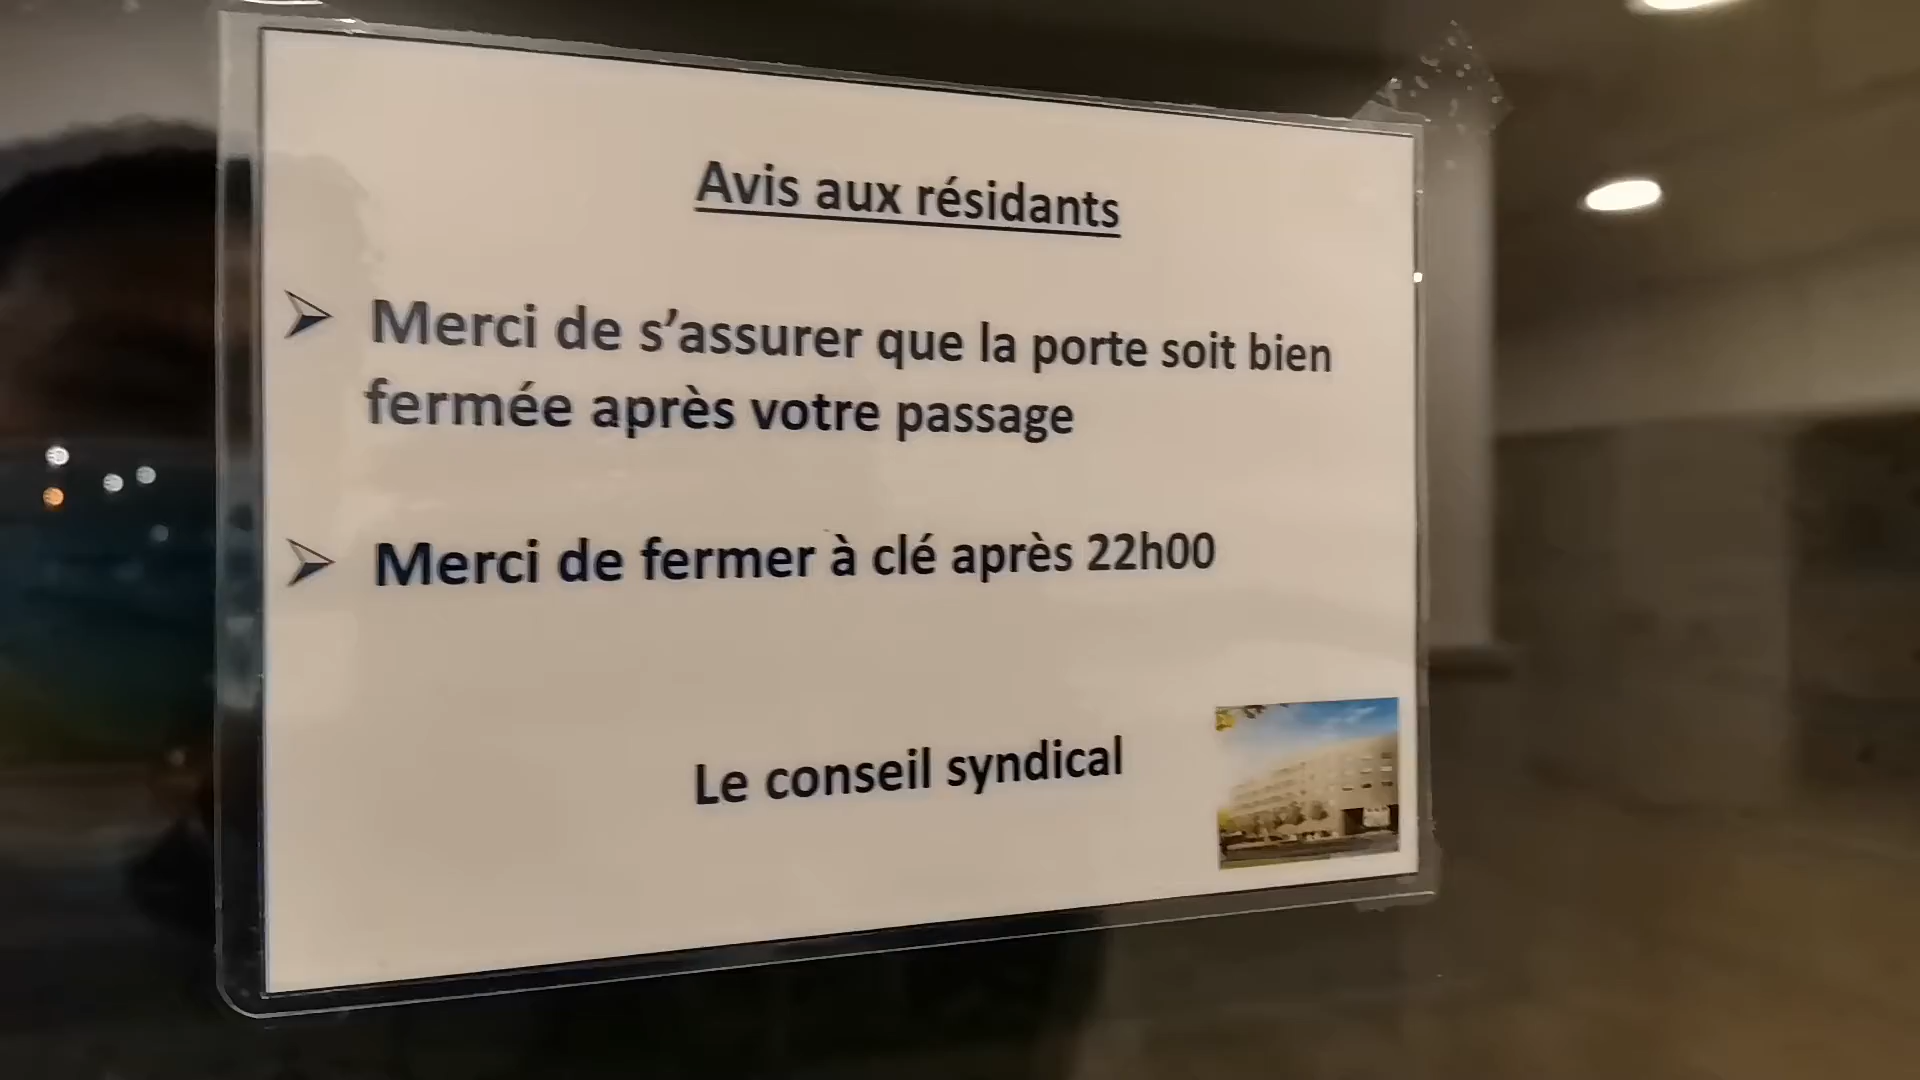 Avis aux résidants
➢ Merci de s’assurer que la porte soit bien
fermée après votre passage
➢ Merci de fermer à clé après 22h00
Le conseil syndical